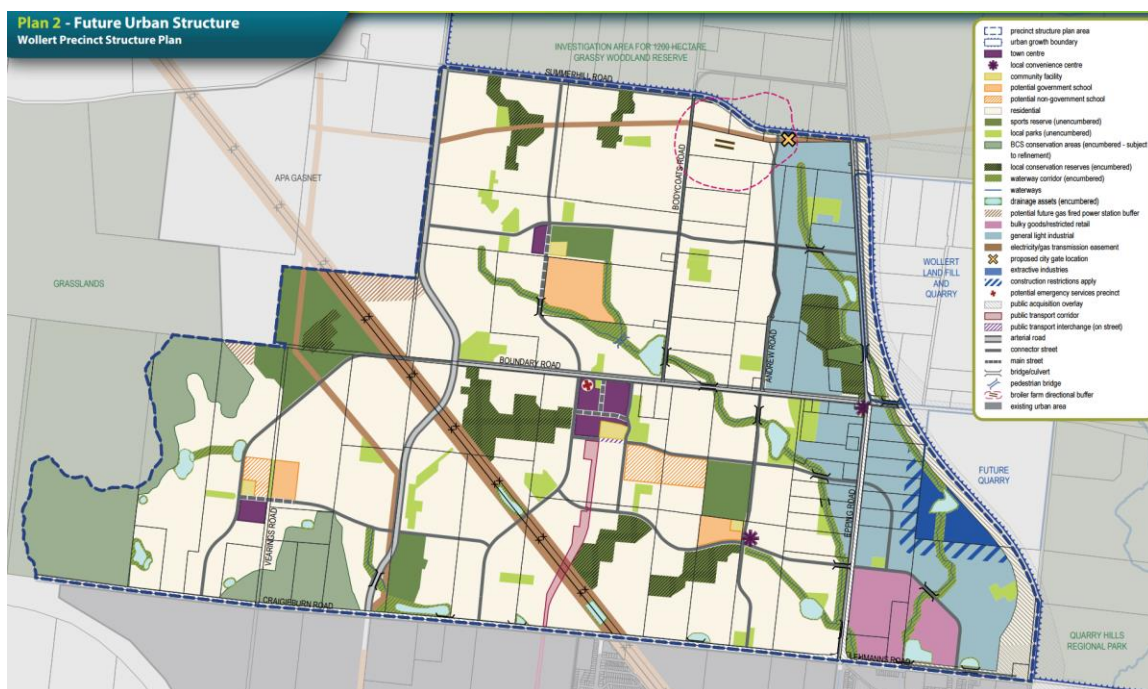 Plan 2 - Future Urban Structure
Wollert Precinct Structure Plan
INVESTIGATION AREA FOR 1200 HECTARE
GRASSY WOODLAND RESERVE
SUMMERHILL ROAD
APA GASNET
BODYCOATS ROAD
GRASSLANDS
WOLLERT
LAND FILL
AND
QUARRY
ANDREW ROAD
BOUNDARY ROAD
FUTURE
QUARRY
EPPING ROAD
VEARINGS ROAD
CRAIGIEBURN ROAD
LEHMANNS ROAD
QUARRY HILLS
REGIONAL PARK
precinct structure plan area
urban growth boundary
town centre
local convenience centre
community facility
potential government school
potential non-government school
residential
sports reserve (unencumbered)
local parks (unencumbered)
BCS conservation areas (encumbered - subject
to refinement)
local conservation reserves (encumbered)
waterway corridor (encumbered)
waterways
drainage assets (encumbered)
potential future gas fired power station buffer
bulky goods/restricted retail
general light industrial
electricity/gas transmission easement
proposed city gate location
extractive industries
construction restrictions apply
potential emergency services precinct
public acquisition overlay
public transport corridor
public transport interchange (on street)
arterial road
connector street
main street
bridge/culvert
pedestrian bridge
broiler farm directional buffer
existing urban area